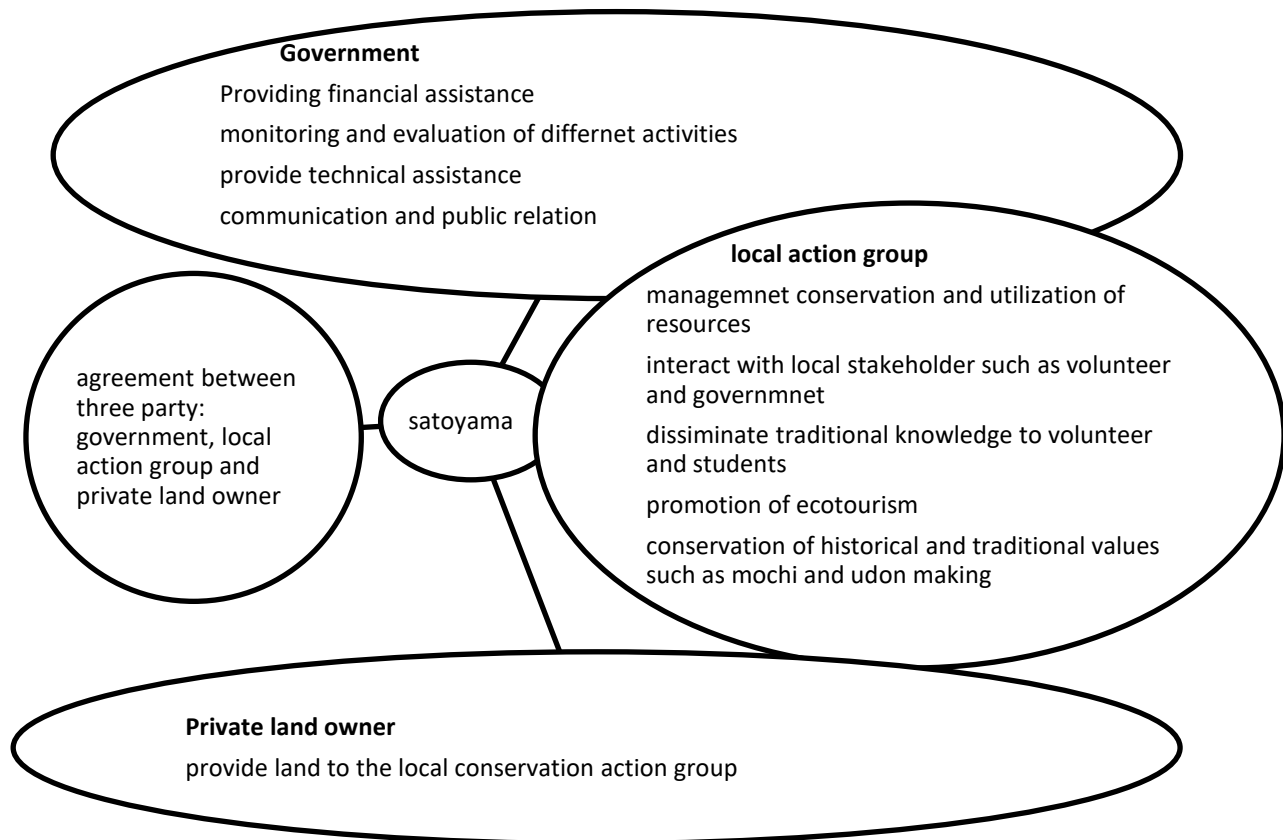 Government
Providing financial assistance
monitoring and evaluation of differnet activities
provide technical assistance
communication and public relation
local action group
managemnet conservation and utilization of
resources
interact with local stakeholder such as volunteer
and governmnet
dissiminate traditional knowledge to volunteer
and students
promotion of ecotourism
conservation of historical and traditional values
such as mochi and udon making
agreement between
three party:
government, local
action group and
private land owner
satoyama
Private land owner
provide land to the local conservation action group